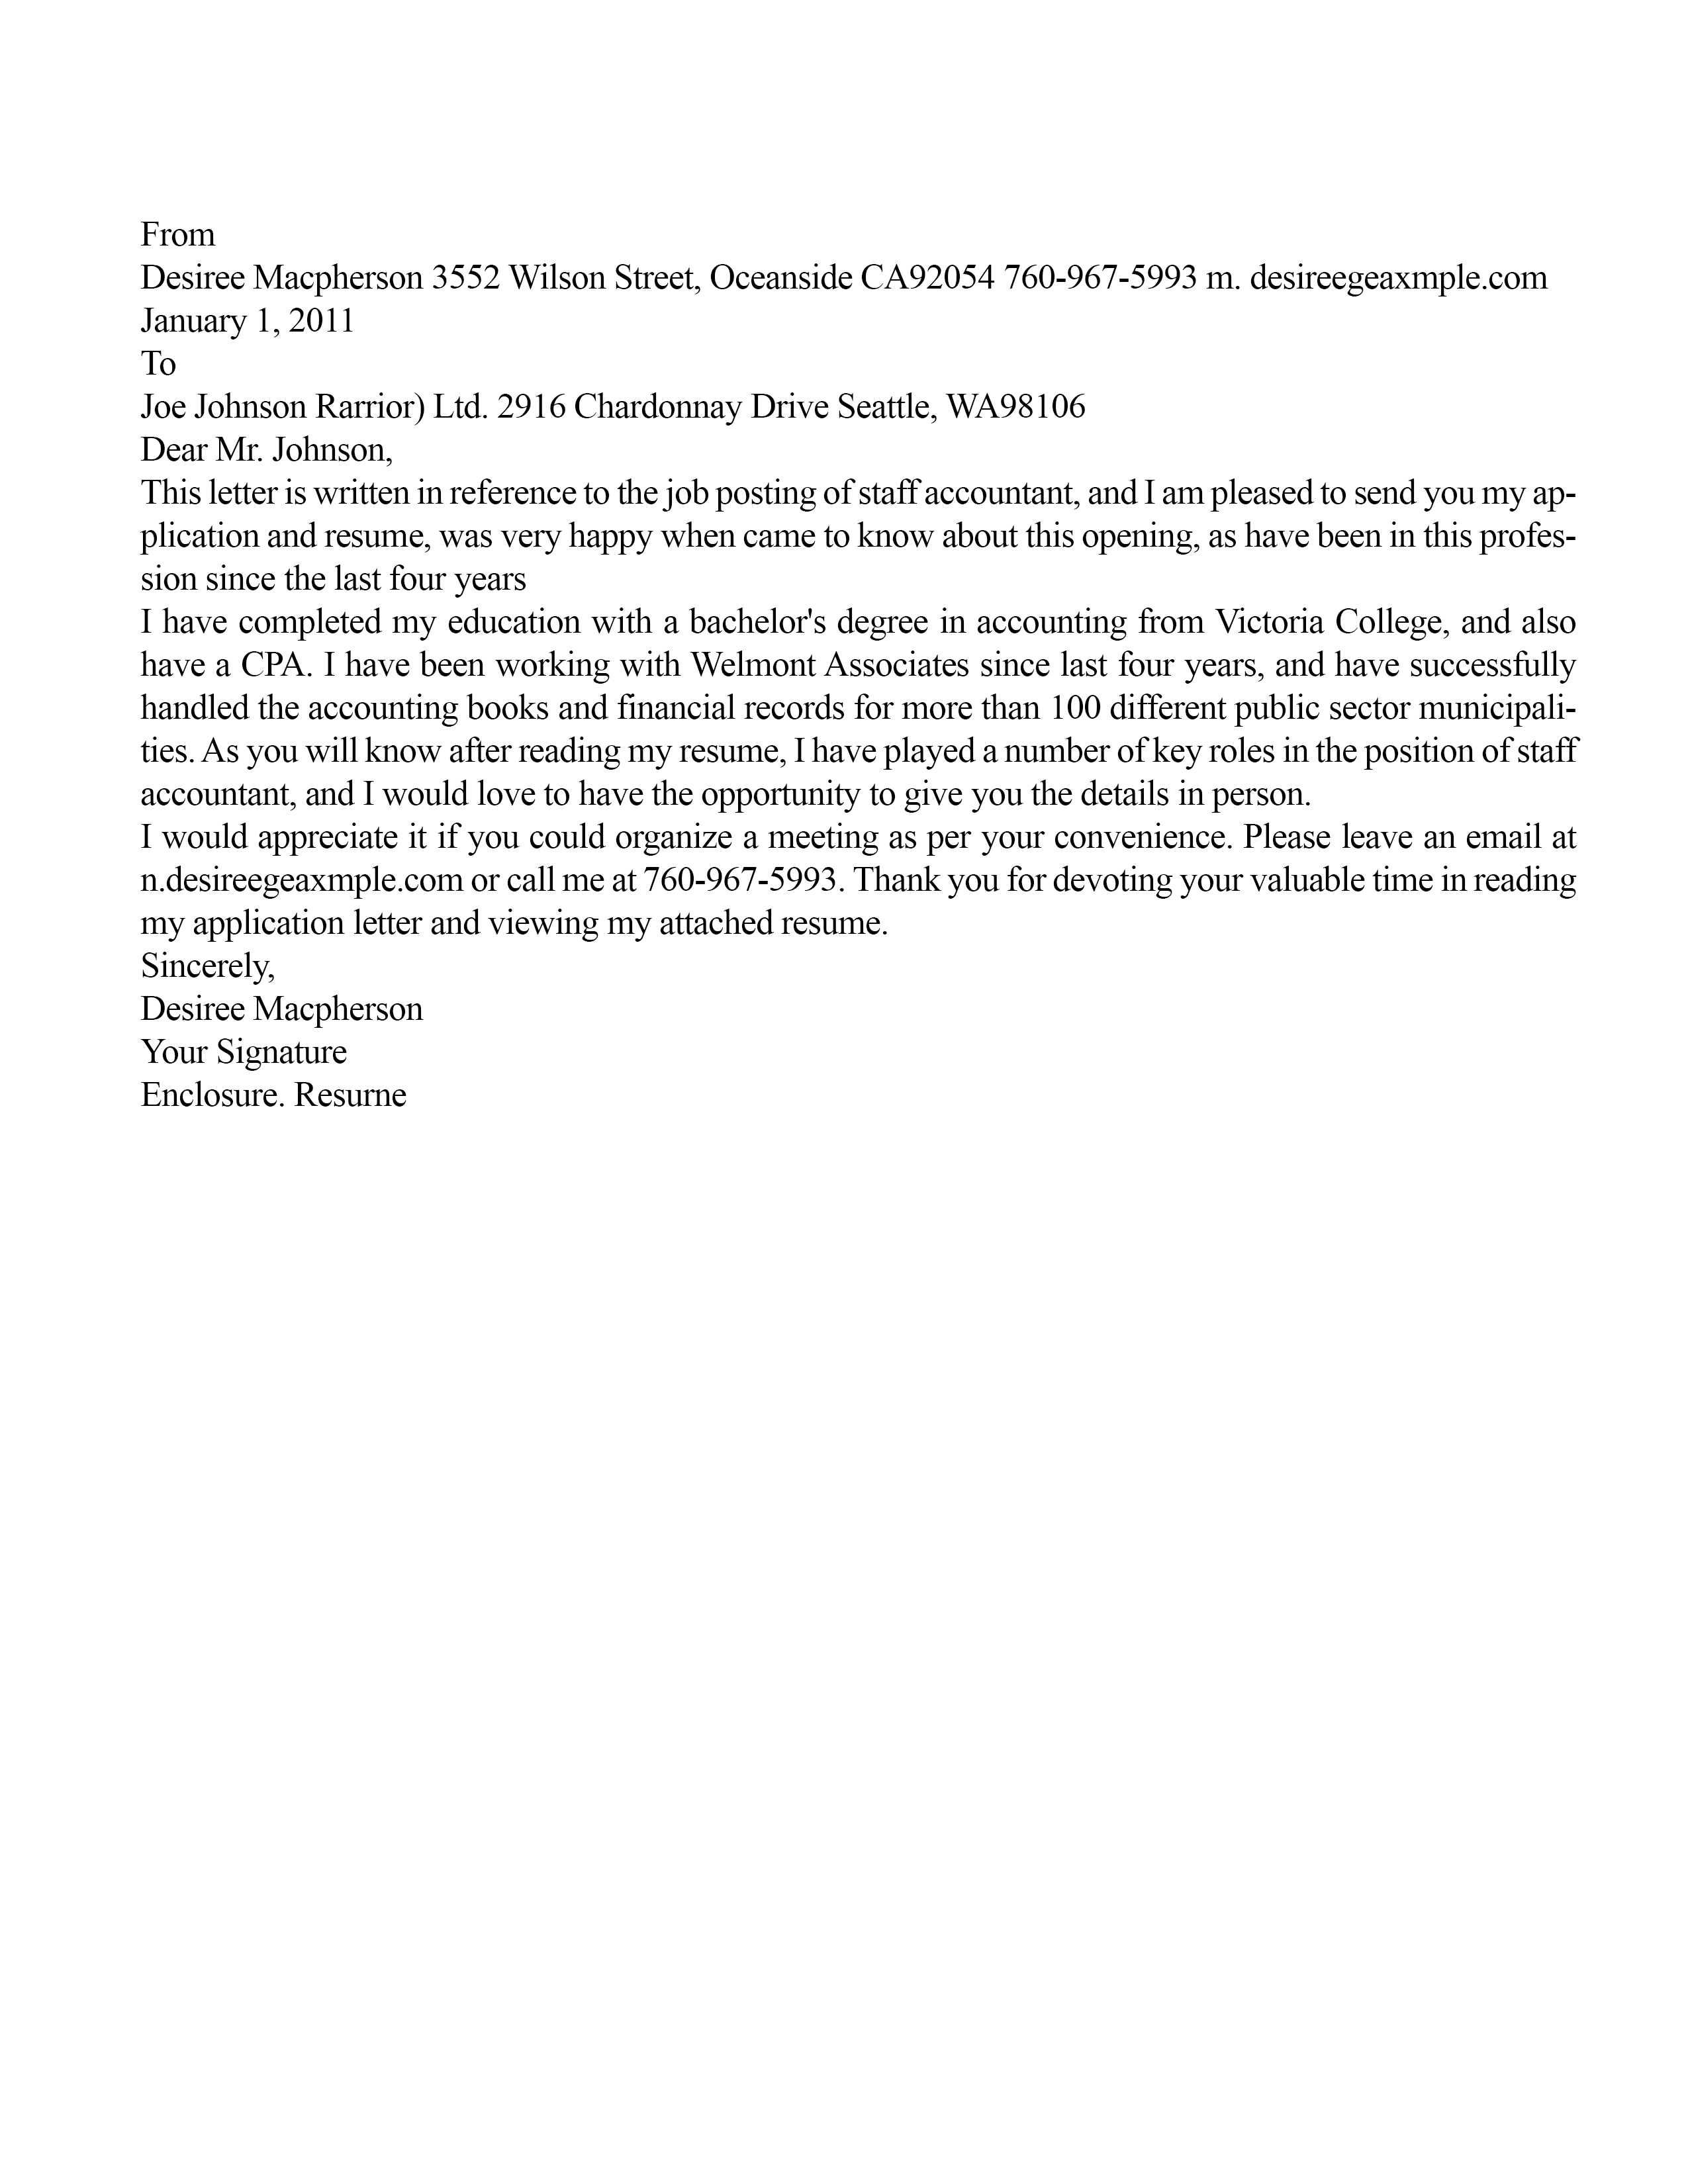 From
Desiree Macpherson 3552 Wilson Street, Oceanside CA92054 760-967-5993 m. desireegeaxmple.com
January 1, 2011
To
Joe Johnson Rarrior) Ltd. 2916 Chardonnay Drive Seattle, WA98106
Dear Mr. Johnson,
This letter is written in reference to the job posting of staff accountant, and I am pleased to send you my ap-
plication and resume, was very happy when came to know about this opening, as have been in this profes-
sion since the last four years
I have completed my education with a bachelor's degree in accounting from Victoria College, and also
have a CPA. I have been working with Welmont Associates since last four years, and have successfully
handled the accounting books and financial records for more than 100 different public sector municipali-
ties. As you will know after reading my resume, I have played a number of key roles in the position of staff
accountant, and I would love to have the opportunity to give you the details in person.
I would appreciate it if you could organize a meeting as per your convenience. Please leave an email at
n.desireegeaxmple.com or call me at 760-967-5993. Thank you for devoting your valuable time in reading
my application letter and viewing my attached resume.
Sincerely,
Desiree Macpherson
Your Signature
Enclosure. Resurne